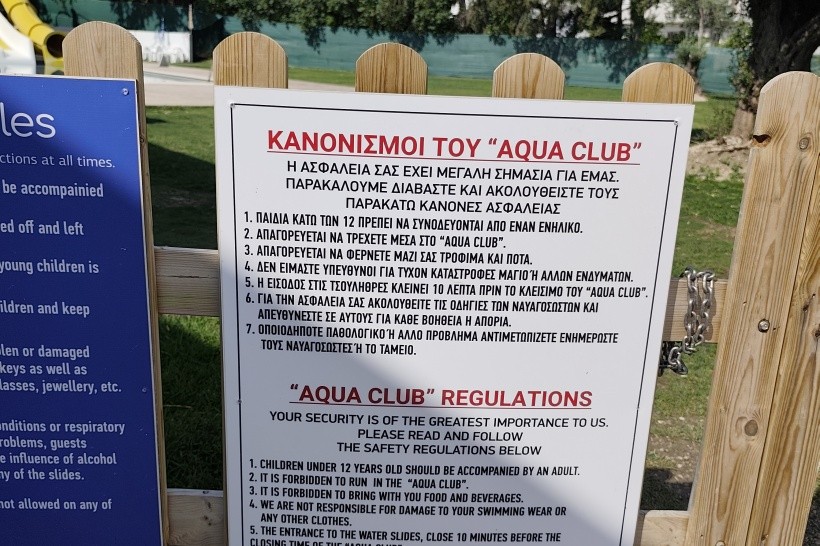 les
ctions at all times.
be accompainied
ed off and left
young children is
ildren and keep
olen or damaged
keys as well as
lasses, jewellery, etc.
onditions or respiratory
roblems, guests
e influence of alcohol
ny of the slides.
not allowed on any of
ΚΑΝΟΝΙΣΜΟΙ ΤΟΥ "AQUA CLUB"
Η ΑΣΦΑΛΕΙΑ ΣΑΣ ΕΧΕΙ ΜΕΓΑΛΗ ΣΗΜΑΣΙΑ ΓΙΑ ΕΜΑΣ.
ΠΑΡΑΚΑΛΟΥΜΕ ΔΙΑΒΑΣΤΕ ΚΑΙ ΑΚΟΛΟΥΘΕΙΣΤΕ ΤΟΥΣ
ΠΑΡΑΚΑΤΩ ΚΑΝΟΝΕΣ ΑΣΦΑΛΕΙΑΣ
1. ΠΑΙΔΙΑ ΚΑΤΩ ΤΩΝ 12 ΠΡΕΠΕΙ ΝΑ ΣΥΝΟΔΕΥΟΝΤΑΙ ΑΠΟ ΕΝΑΝ ΕΝΗΛΙΚΟ.
2. ΑΠΑΓΟΡΕΥΕΤΑΙ ΝΑ ΤΡΕΧΕΤΕ ΜΕΣΑ ΣΤΟ "AQUA CLUB".
3. ΑΠΑΓΟΡΕΥΕΤΑΙ ΝΑ ΦΕΡΝΕΤΕ ΜΑΖΙ ΣΑΣ ΤΡΟΦΙΜΑ ΚΑΙ ΠΟΤΑ.
4. ΔΕΝ ΕΙΜΑΣΤΕ ΥΠΕΥΘΥΝΟΙ ΓΙΑ ΤΥΧΟΝ ΚΑΤΑΣΤΡΟΦΕΣ ΜΑΓΙΟ Ή ΑΛΛΩΝ ΕΝΔΥΜΑΤΩΝ.
5. Η ΕΙΣΟΔΟΣ ΣΤΙΣ ΤΣΟΥΛΗΘΡΕΣ ΚΛΕΙΝΕΙ 10 ΛΕΠΤΑ ΠΡΙΝ ΤΟ ΚΛΕΙΣΙΜΟ ΤΟΥ "AQUA CLUB".
6. ΓΙΑ ΤΗΝ ΑΣΦΑΛΕΙΑ ΣΑΣ ΑΚΟΛΟΥΘΕΙΤΕ ΤΙΣ ΟΔΗΓΙΕΣ ΤΩΝ ΝΑΥΑΓΟΣΩΣΤΩΝ ΚΑΙ
ΑΠΕΥΘΥΝΕΣΤΕ ΣΕ ΑΥΤΟΥΣ ΓΙΑ ΚΑΘΕ ΒΟΗΘΕΙΑ Η ΑΠΟΡΙΑ.
7. ΟΠΟΙΟΔΗΠΟΤΕ ΠΑΘΟΛΟΓΙΚΟ Ή ΑΛΛΟ ΠΡΟΒΛΗΜΑ ΑΝΤΙΜΕΤΩΠΙΖΕΤΕ ΕΝΗΜΕΡΩΣΤΕ
ΤΟΥΣ ΝΑΥΑΓΟΣΩΣΤΕΣ Ή ΤΟ ΤΑΜΕΙΟ.
"AQUA CLUB" REGULATIONS
YOUR SECURITY IS OF THE GREATEST IMPORTANCE TO US.
PLEASE READ AND FOLLOW
THE SAFETY REGULATIONS BELOW
1. CHILDREN UNDER 12 YEARS OLD SHOULD BE ACCOMPANIED BY AN ADULT.
2. IT IS FORBIDDEN TO RUN IN THE "AQUA CLUB".
3. IT IS FORBIDDEN TO BRING WITH YOU FOOD AND BEVERAGES.
4. WE ARE NOT RESPONSIBLE FOR DAMAGE TO YOUR SWIMMING WEAR OR
ANY OTHER CLOTHES.
5. THE ENTRANCE TO THE WATER SLIDES, CLOSE 10 MINUTES BEFORE THE
CLOSING TIME OF THE "AQUA CLUB"